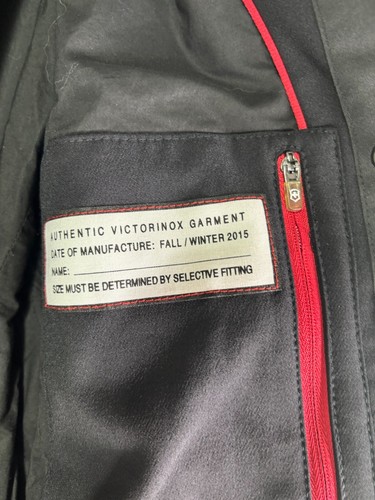 AUTHENTIC VICTORINOX GARMENT
DATE OF MANUFACTURE: FALL / WINTER 2015
NAME:
SIZE MUST BE DETERMINED BY SELECTIVE FITTING